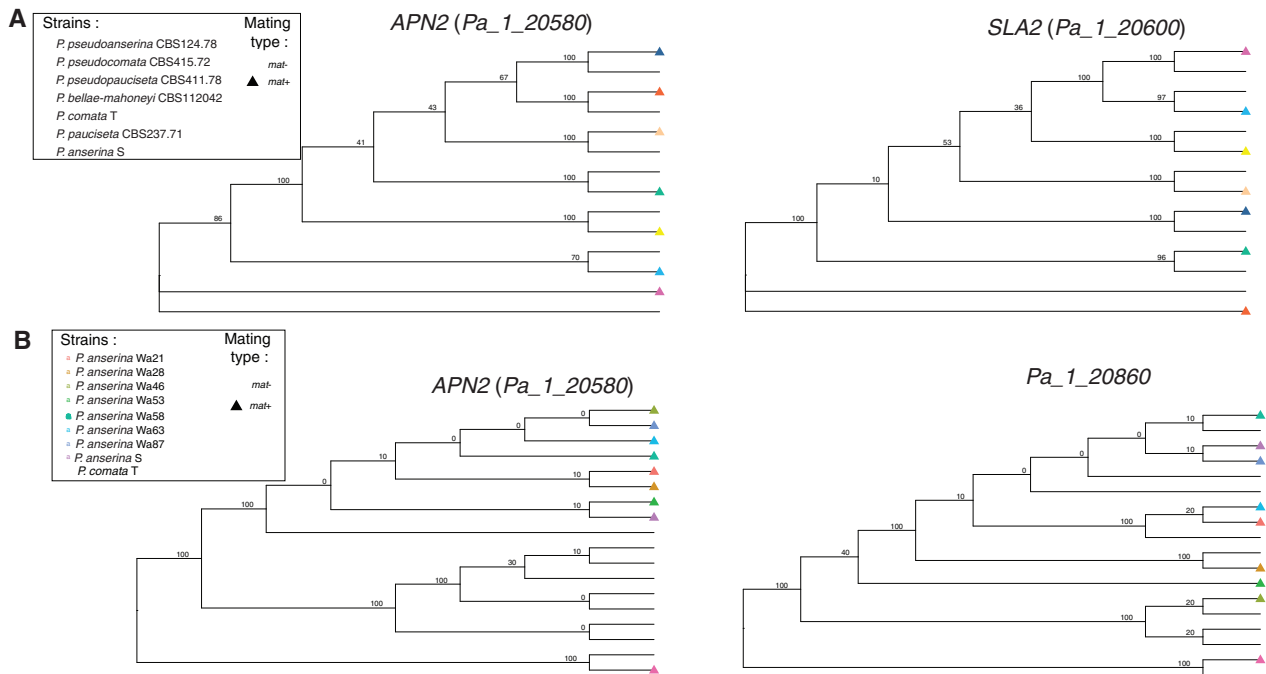 A
Strains :
Mating type :
P. pseudoanserina CBS124.78
P. pseudocomata CBS415.72
P. pseudopauciseta CBS411.78
P. bellae-mahoneyi CBS112042
P. comata T
P. pauciseta CBS237.71
P. anserina S
mat-
mat+
APN2 (Pa_1_20580)
100
67
100
43
100
41
100
100
100
86
70
SLA2 (Pa_1_20600)
100
100
97
36
100
53
100
10
100
100
96
B
Strains :
Mating type :
P. anserina Wa21
P. anserina Wa28
P. anserina Wa46
P. anserina Wa53
P. anserina Wa58
P. anserina Wa63
P. anserina Wa87
P. anserina S
P. comata T
mat-
mat+
APN2 (Pa_1_20580)
0
0
0
10
10
0
10
100
100
10
30
100
0
100
0
100
Pa_1_20860
10
0
10
0
0
10
20
100
100
100
40
20
100
100
20
100